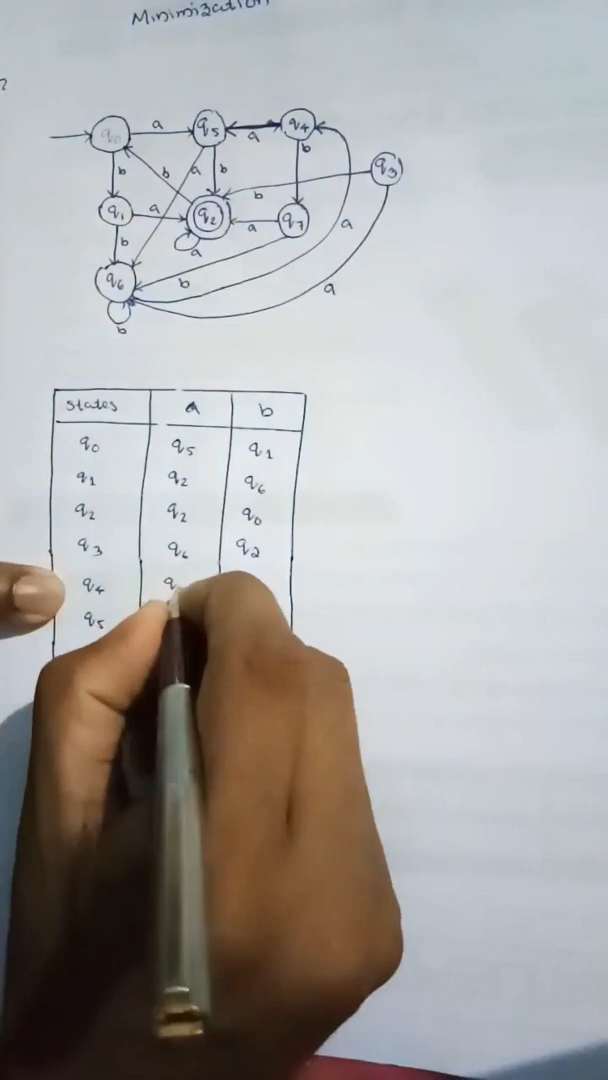 Minimization
?
q0 a q5 a q4
b b a b b q3
q1 a q2 b a q7
b a a
q6 b a
b
States a b
q0 q5 q1
q1 q2 q6
q2 q2 q0
q3 q6 q2
q4 q
q5